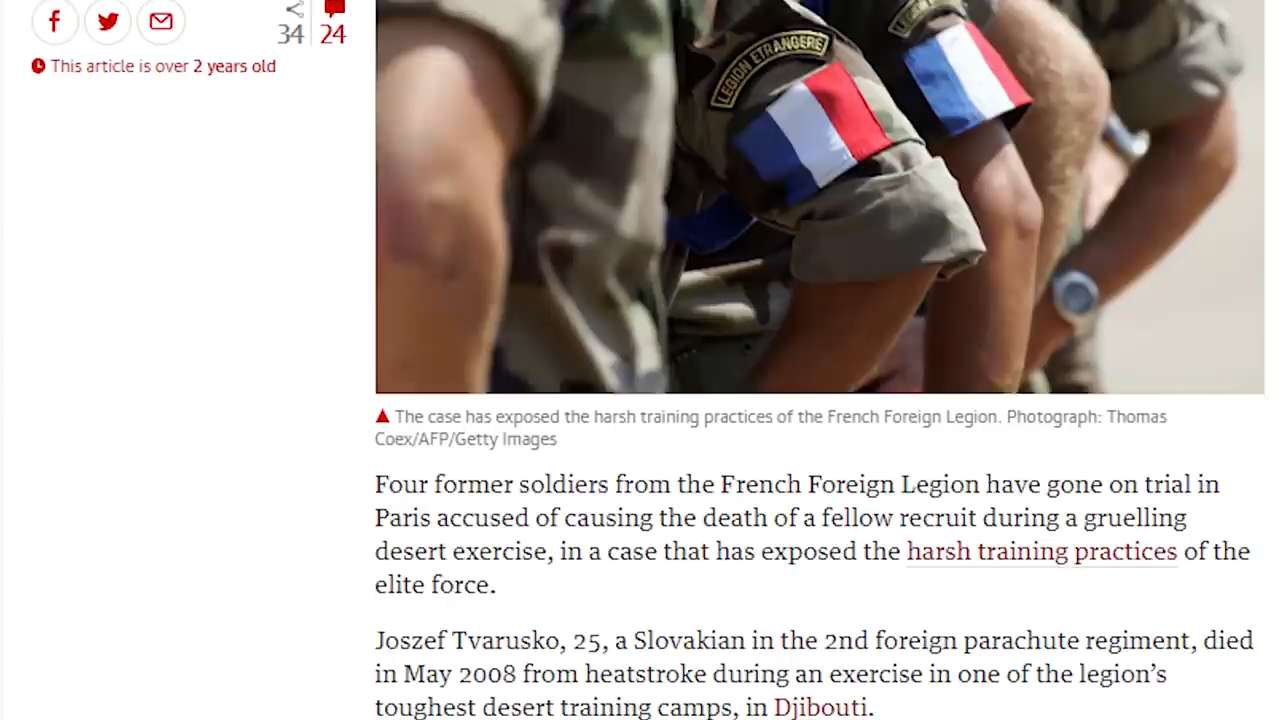 34
24
This article is over 2 years old
LEGION ETRANGERE
LEGION
▲ The case has exposed the harsh training practices of the French Foreign Legion. Photograph: Thomas
Coex/AFP/Getty Images
Four former soldiers from the French Foreign Legion have gone on trial in
Paris accused of causing the death of a fellow recruit during a gruelling
desert exercise, in a case that has exposed the harsh training practices of the
elite force.
Joszef Tvarusko, 25, a Slovakian in the 2nd foreign parachute regiment, died
in May 2008 from heatstroke during an exercise in one of the legion’s
toughest desert training camps, in Djibouti.